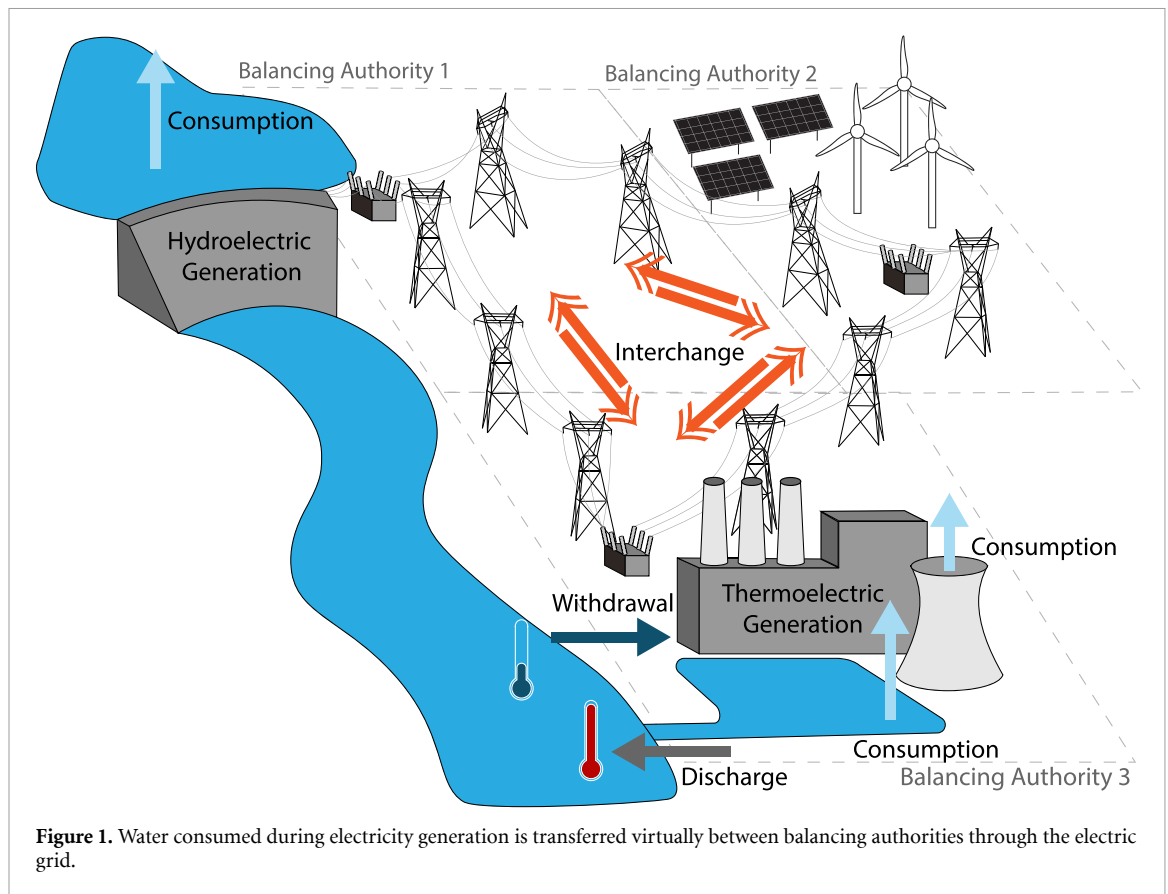 Balancing Authority 1
Balancing Authority 2
Consumption
Hydroelectric
Generation
Interchange
Consumption
Thermoelectric
Generation
Withdrawal
Consumption
Discharge
Balancing Authority 3
Figure 1. Water consumed during electricity generation is transferred virtually between balancing authorities through the electric
grid.